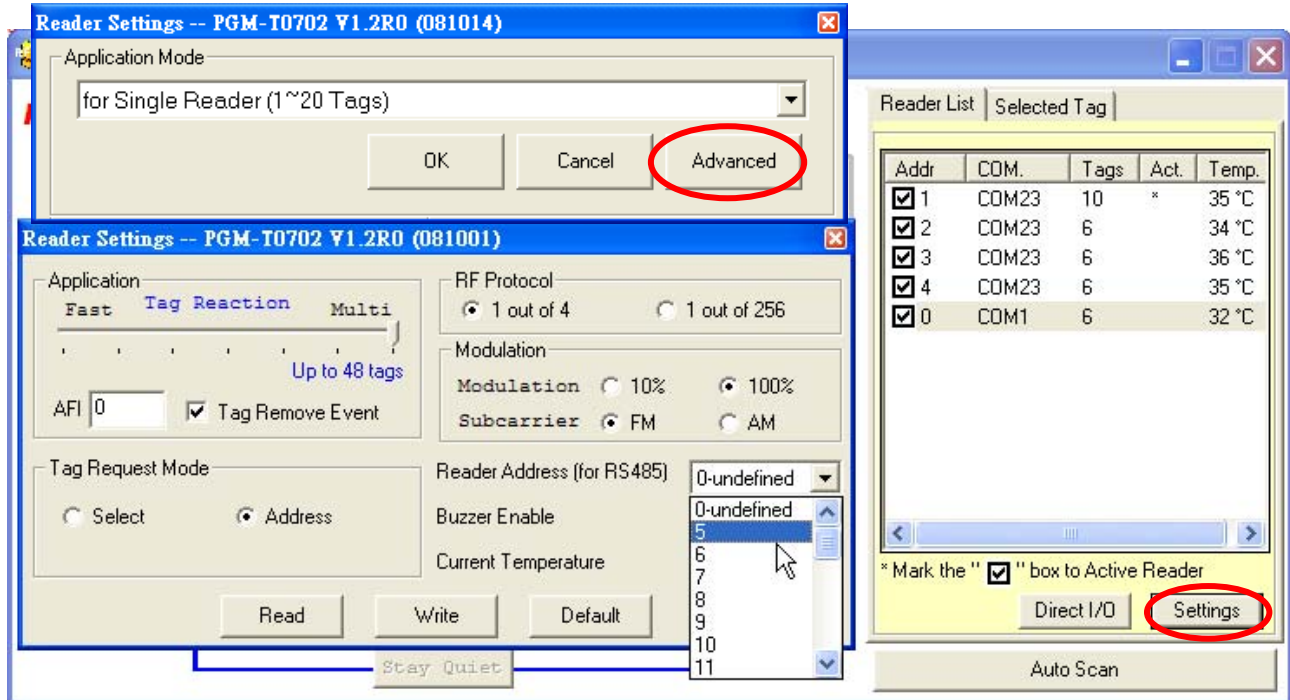 Reader Settings -- PGM-T0702 V1.2R0 (081014)
Application Mode
for Single Reader (1~20 Tags)
OK Cancel Advanced
Reader Settings -- PGM-T0702 V1.2R0 (081001)
Application
Fast Tag Reaction Multi
Up to 48 tags
AFI 0 Tag Remove Event
RF Protocol
1 out of 4 1 out of 256
Modulation
Modulation 10% 100%
Subcarrier FM AM
Tag Request Mode
Select Address
Reader Address (for RS485) 0-undefined
Buzzer Enable
Current Temperature
0-undefined
5
6
7
8
9
10
11
Read Write Default
Stay Quiet
Reader List Selected Tag
Addr COM. Tags Act. Temp.
1 COM23 10 * 35 °C
2 COM23 6 34 °C
3 COM23 6 36 °C
4 COM23 6 35 °C
0 COM1 6 32 °C
* Mark the " " box to Active Reader
Direct I/O Settings
Auto Scan